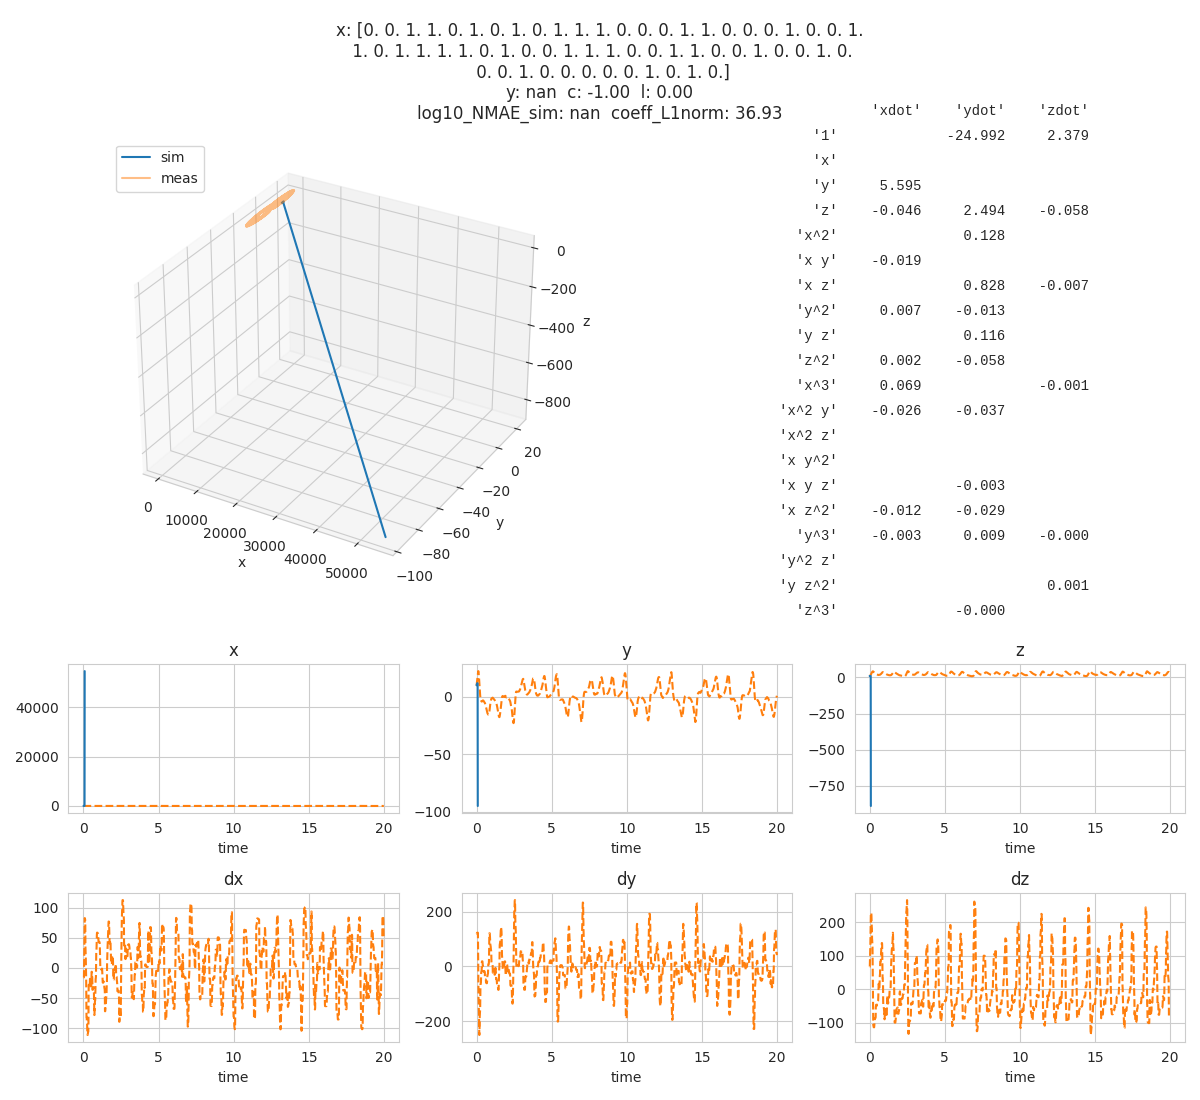 x: [0. 0. 1. 1. 0. 1. 0. 1. 0. 1. 1. 1. 0. 0. 0. 1. 1. 0. 0. 0. 1. 0. 0. 1.
1. 0. 1. 1. 1. 1. 0. 1. 0. 0. 1. 1. 1. 0. 0. 1. 1. 0. 0. 1. 0. 0. 1. 0.
0. 0. 1. 0. 0. 0. 0. 0. 1. 0. 1. 0.]
y: nan c: -1.00 l: 0.00
log10_NMAE_sim: nan coeff_L1norm: 36.93
sim
meas
0
−200
−400
−600
−800
z
20
0
−20
−40
−60
−80
−100
y
0
10000
20000
30000
40000
50000
x
'xdot' 'ydot' 'zdot'
'1' -24.992 2.379
'x'
'y' 5.595
'z' -0.046 2.494 -0.058
'x^2' 0.128
'x y' -0.019
'x z' 0.828 -0.007
'y^2' 0.007 -0.013
'y z' 0.116
'z^2' 0.002 -0.058
'x^3' 0.069 -0.001
'x^2 y' -0.026 -0.037
'x^2 z'
'x y^2'
'x y z' -0.003
'x z^2' -0.012 -0.029
'y^3' -0.003 0.009 -0.000
'y^2 z'
'y z^2' 0.001
'z^3' -0.000
x
40000
20000
0
0 5 10 15 20
time
y
0
−50
−100
0 5 10 15 20
time
z
0
−250
−500
−750
0 5 10 15 20
time
dx
100
50
0
−50
−100
0 5 10 15 20
time
dy
200
0
−200
0 5 10 15 20
time
dz
200
100
0
−100
0 5 10 15 20
time